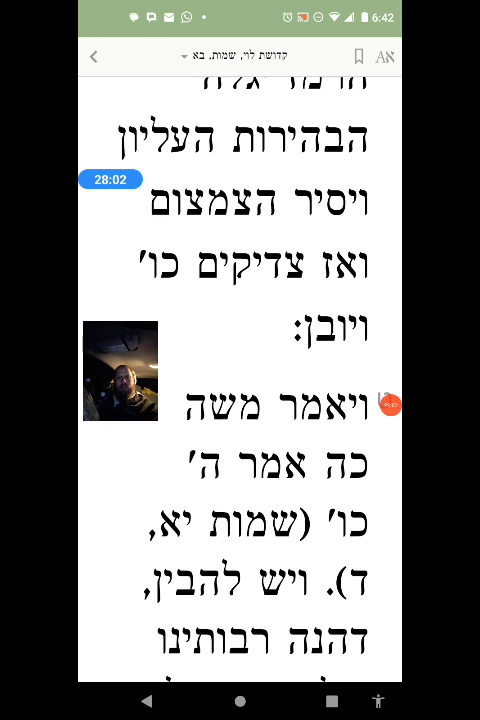 6:42
קדושת לוי, שמות, בא
אA
הבהירות העליון
28:02
ויסיר הצמצום
ואז צדיקים כו'
ויובן:
ויאמר משה
כה אמר ה'
כו' (שמות יא,
ד). ויש להבין,
דהנה רבותינו